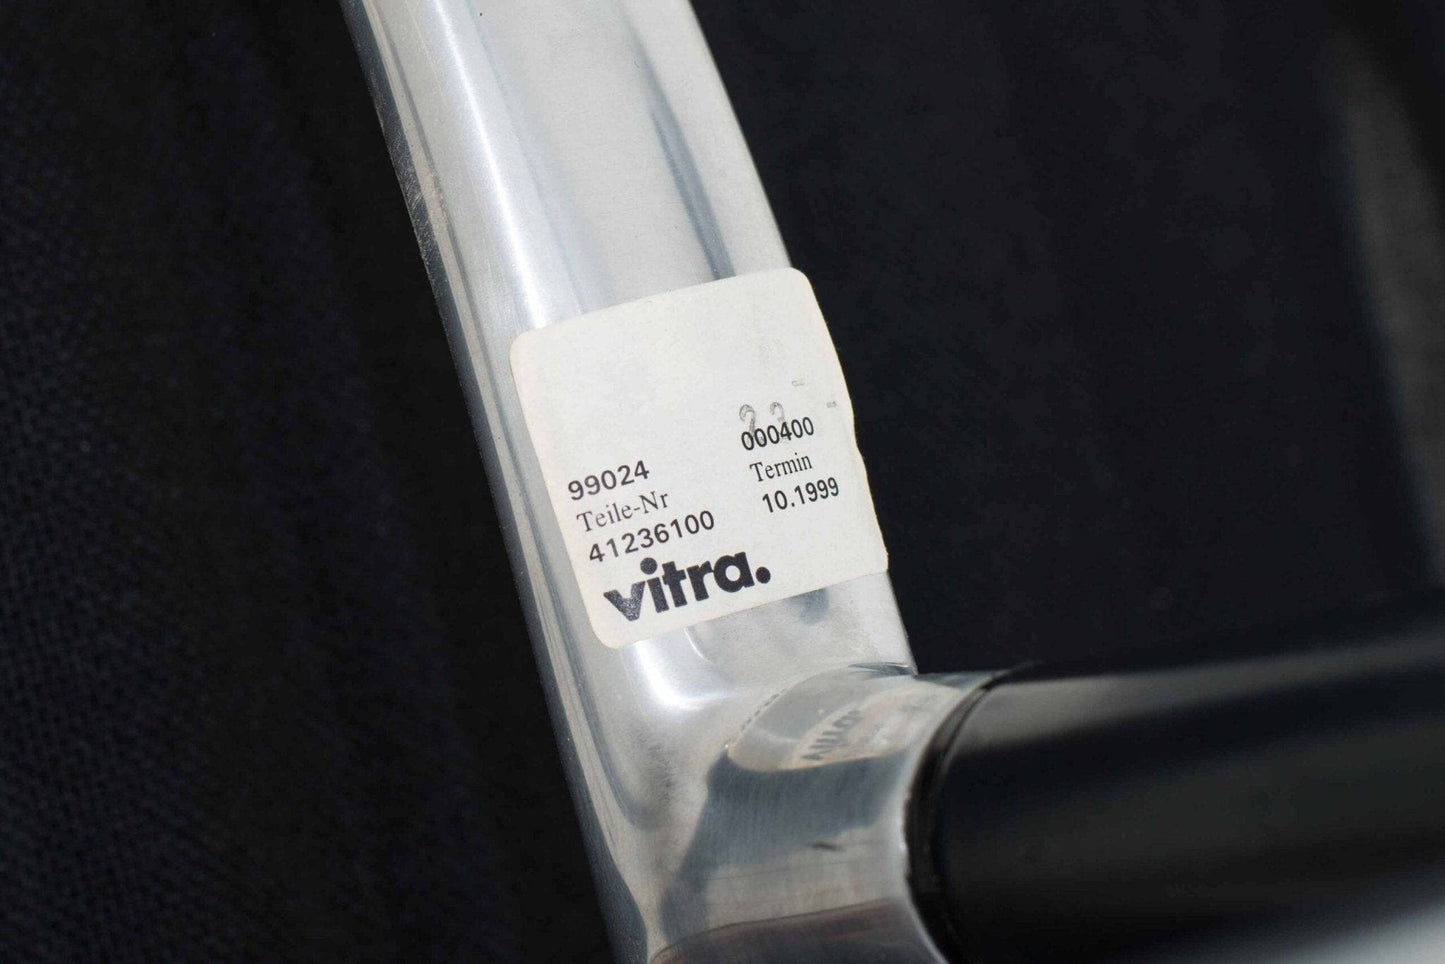 99024
000400
Teile-Nr
Termin
41236100
10.1999
vitra.